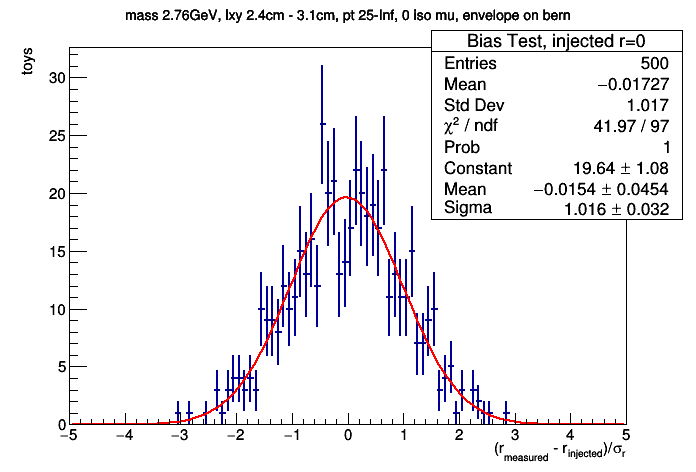 mass 2.76GeV, lxy 2.4cm - 3.1cm, pt 25-Inf, 0 Iso mu, envelope on bern
Bias Test, injected r=0
Entries 500
Mean −0.01727
Std Dev 1.017
χ² / ndf 41.97 / 97
Prob 1
Constant 19.64 ± 1.08
Mean −0.0154 ± 0.0454
Sigma 1.016 ± 0.032
toys
30
25
20
15
10
5
0
−5 −4 −3 −2 −1 0 1 2 3 4 5
(r_measured - r_injected)/σ_r